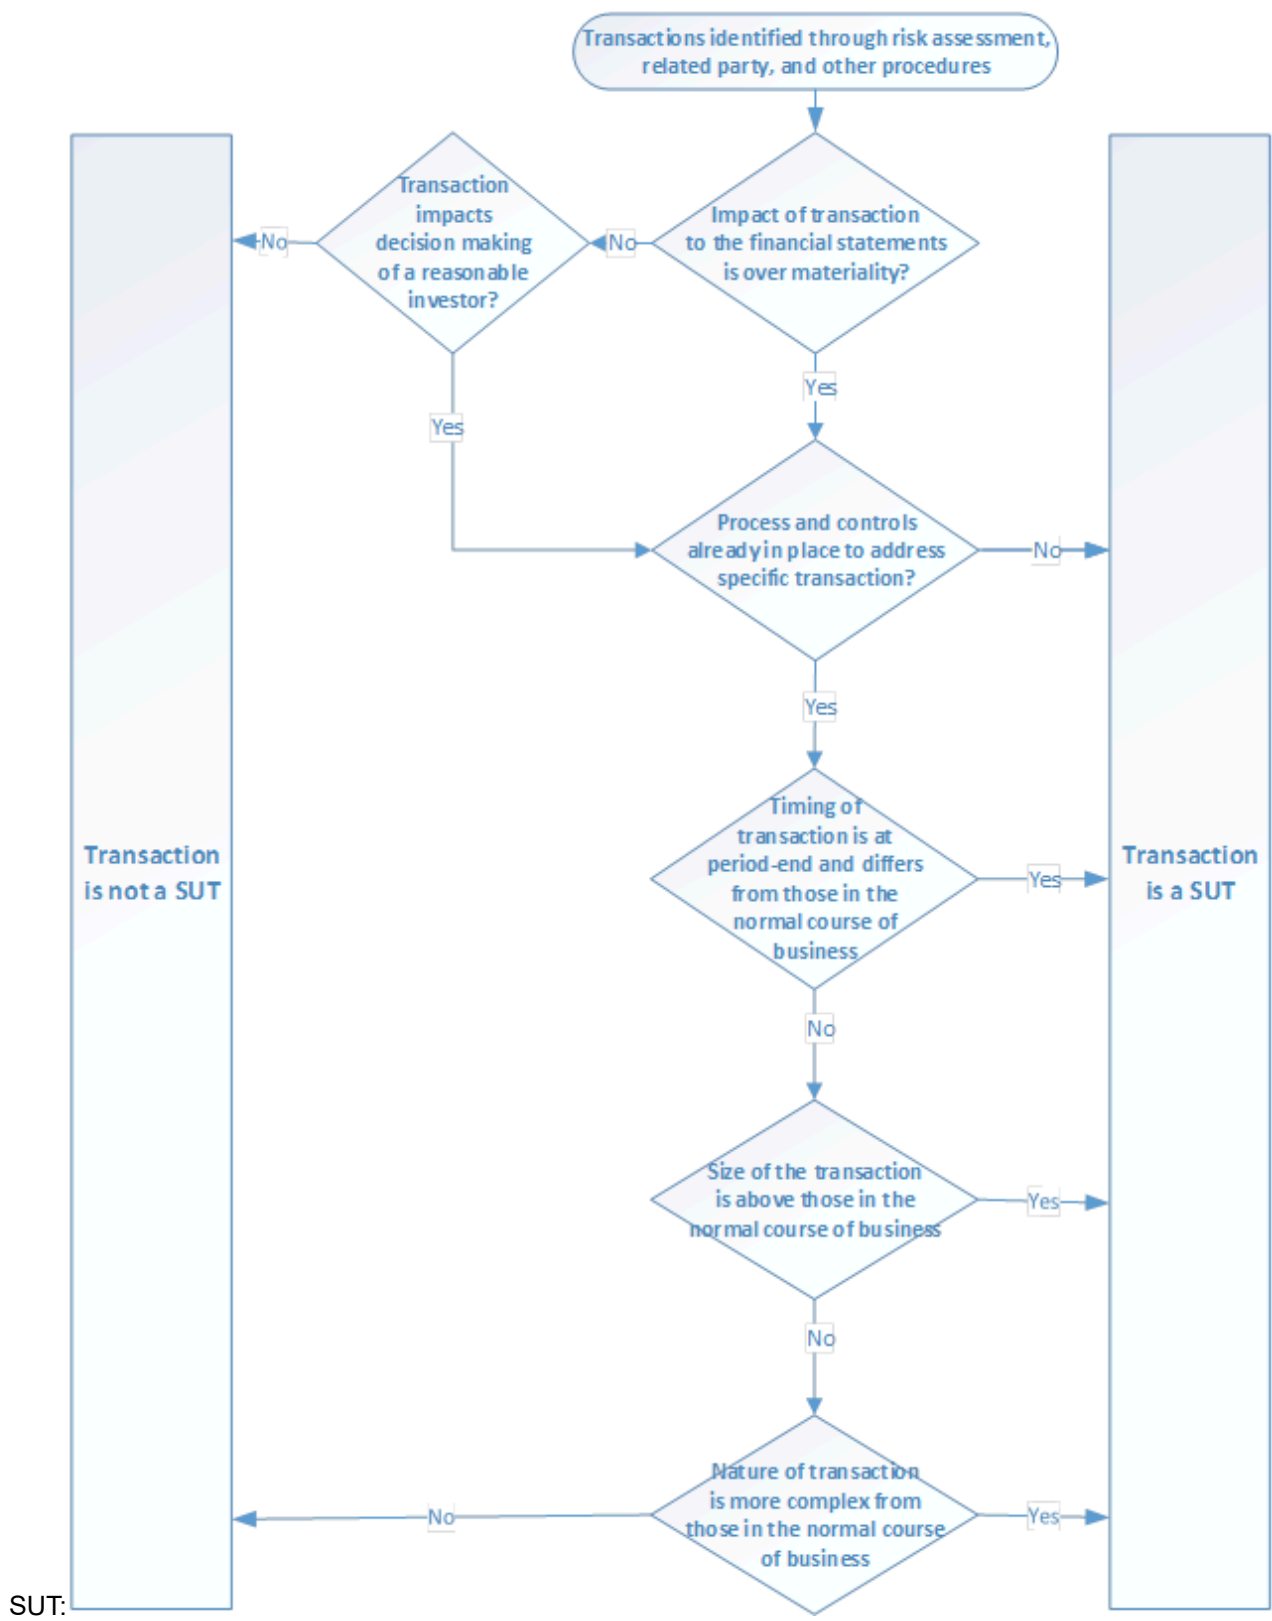 Transactions identified through risk assessment,
related party, and other procedures
Transaction
impacts
decision making
of a reasonable
investor?
Impact of transaction
to the financial statements
is over materiality?
No
No
Yes
Yes
Process and controls
already in place to address
specific transaction?
No
Yes
Timing of
transaction is at
period-end and differs
from those in the
normal course of
business
Yes
Transaction
is not a SUT
Transaction
is a SUT
No
Size of the transaction
is above those in the
normal course of business
Yes
No
Nature of transaction
is more complex from
those in the normal course
of business
No
Yes
SUT: